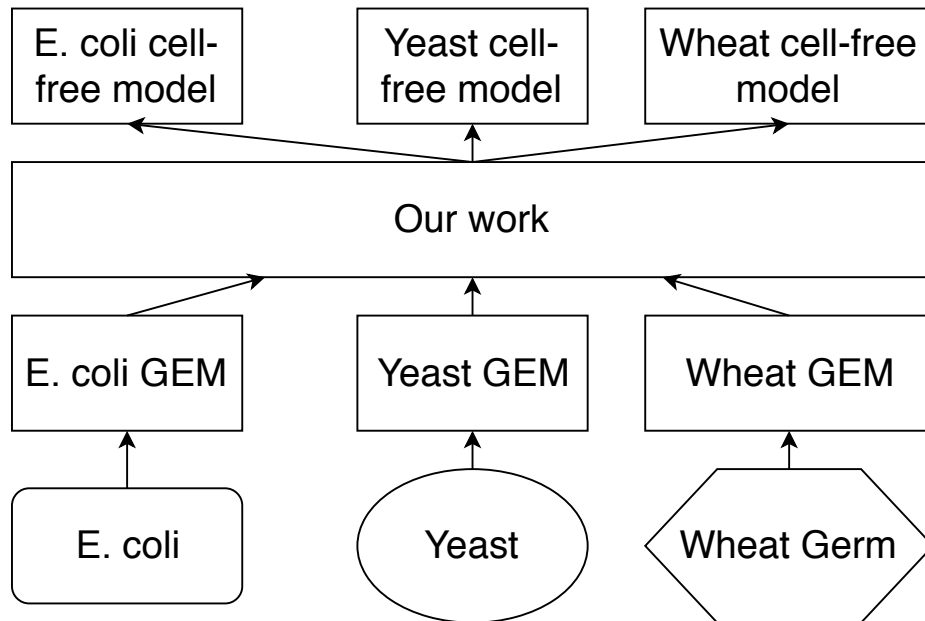 E. coli cell-
free model
Yeast cell-
free model
Wheat cell-free
model
Our work
E. coli GEM
Yeast GEM
Wheat GEM
E. coli
Yeast
Wheat Germ